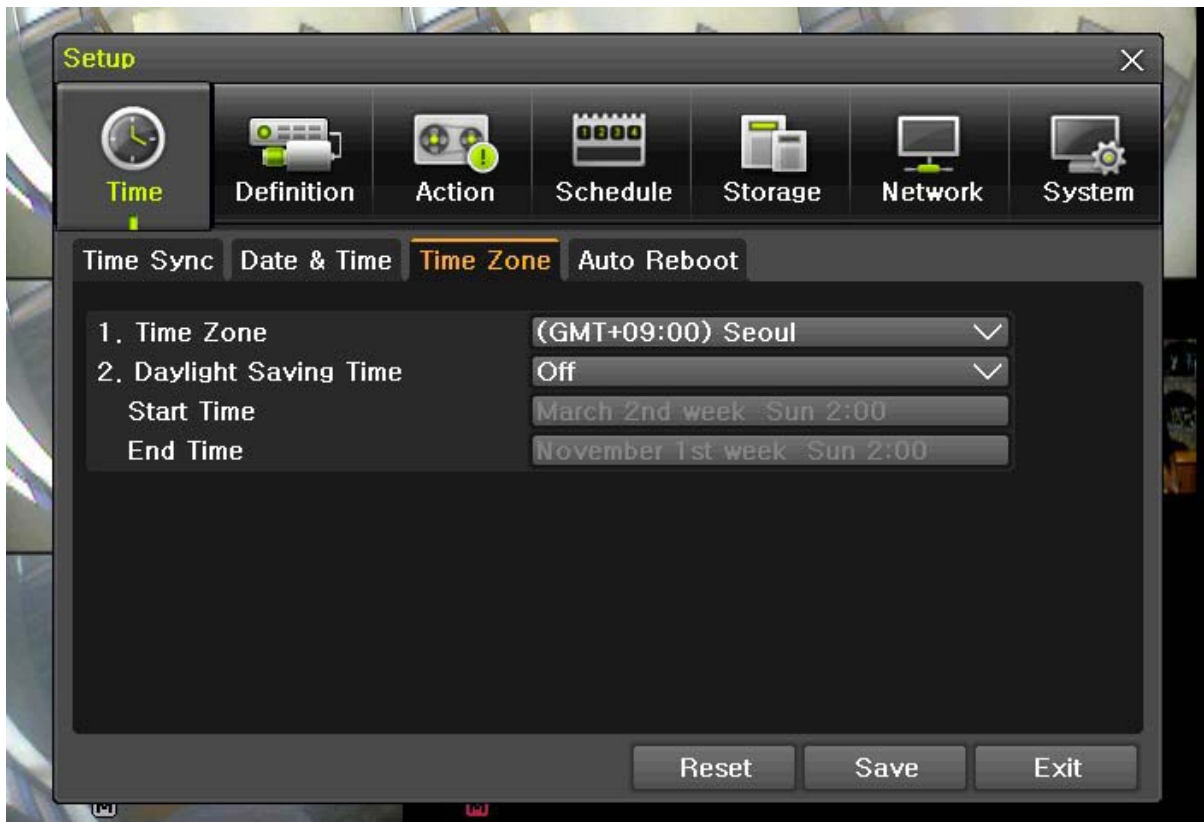 Setup
Time Definition Action Schedule Storage Network System
Time Sync Date & Time Time Zone Auto Reboot
1. Time Zone (GMT+09:00) Seoul
2. Daylight Saving Time Off
Start Time March 2nd week Sun 2:00
End Time November 1st week Sun 2:00
Reset Save Exit